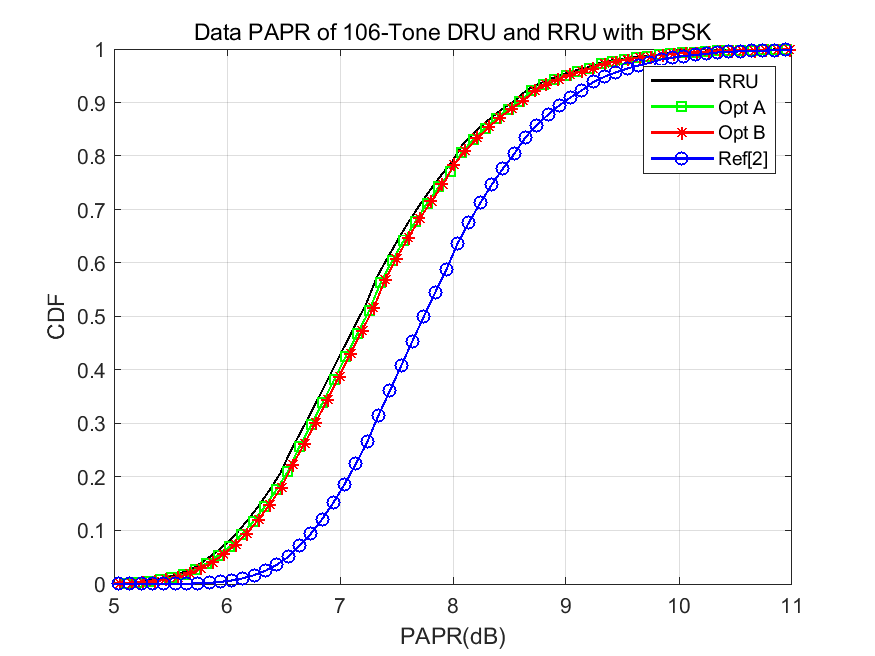 Data PAPR of 106-Tone DRU and RRU with BPSK
1
0.9
0.8
0.7
0.6
0.5
0.4
0.3
0.2
0.1
0
CDF
RRU
Opt A
Opt B
Ref[2]
5 6 7 8 9 10 11
PAPR(dB)